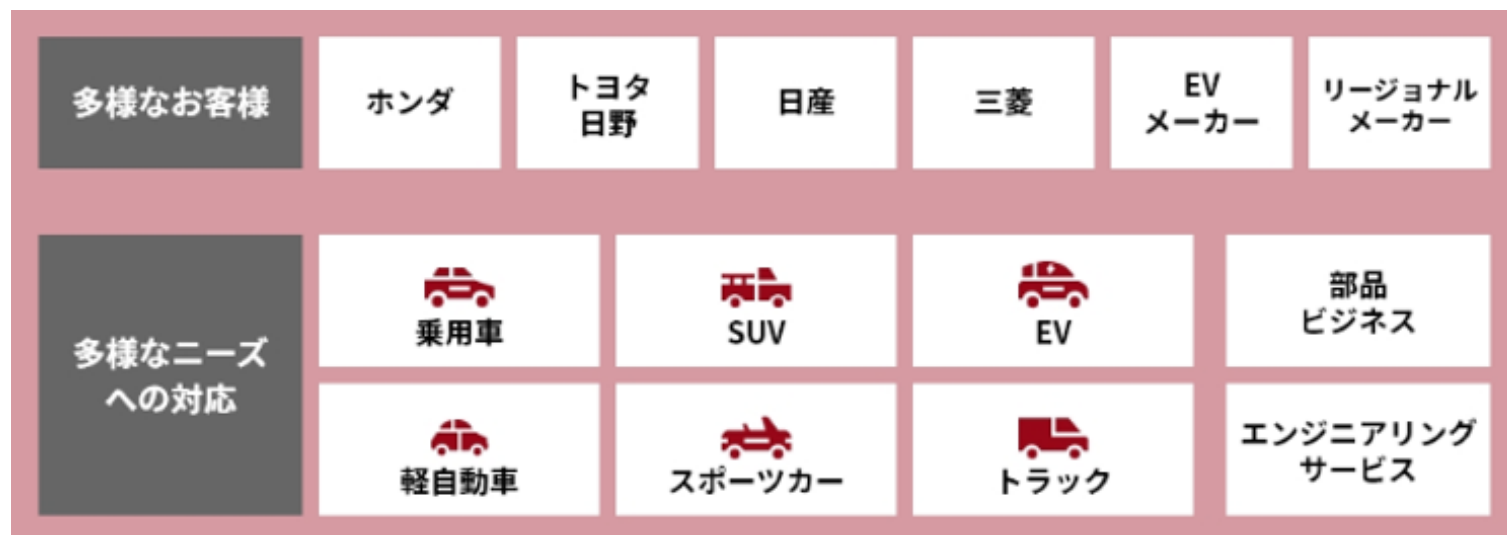 多様なお客様
ホンダ
トヨタ
日野
日産
三菱
EV
メーカー
リージョナル
メーカー
多様なニーズ
への対応
乗用車
SUV
EV
部品
ビジネス
軽自動車
スポーツカー
トラック
エンジニアリング
サービス